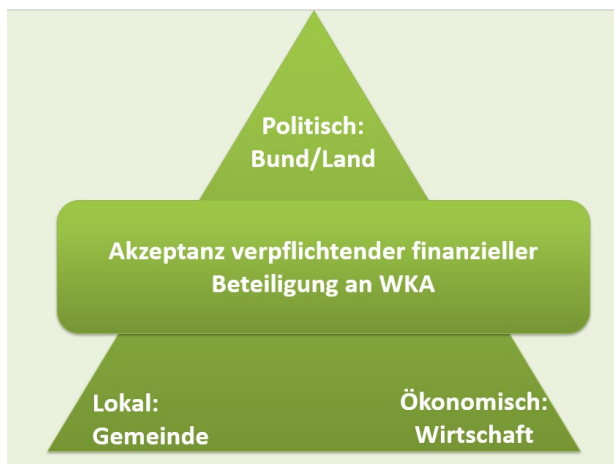 Politisch:
Bund/Land
Akzeptanz verpflichtender finanzieller
Beteiligung an WKA
Lokal:
Gemeinde
Ökonomisch:
Wirtschaft